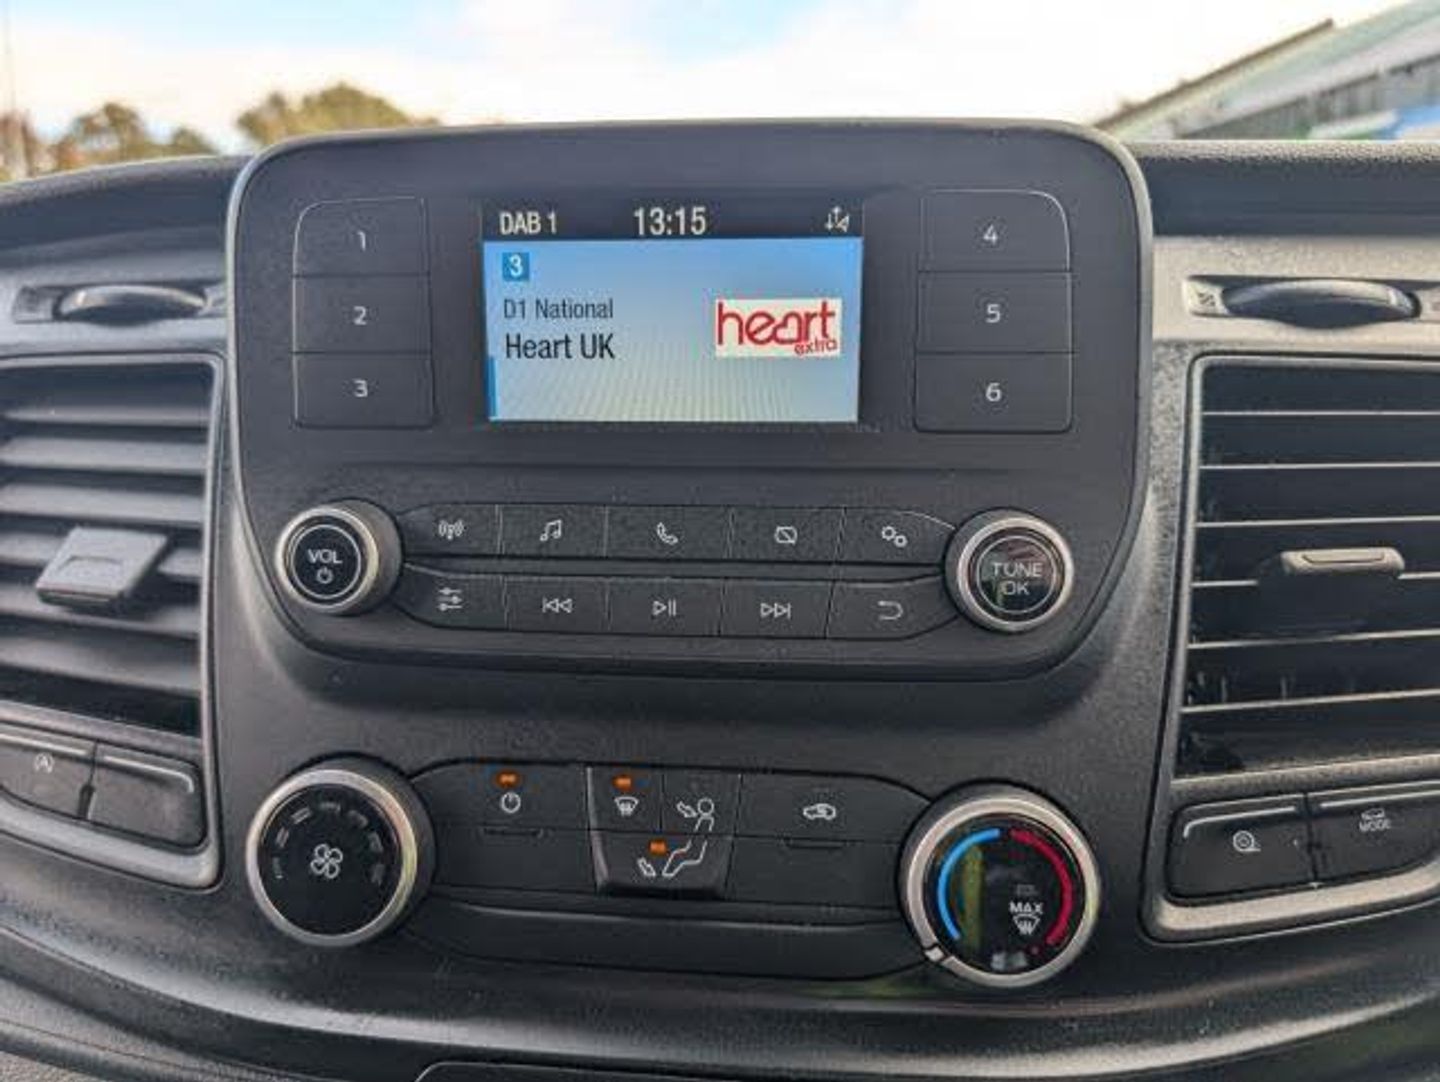 DAB 1 13:15
3
D1 National
Heart UK
heart
extra
1
2
3
4
5
6
VOL
TUNE
OK
A
MAX
MODE